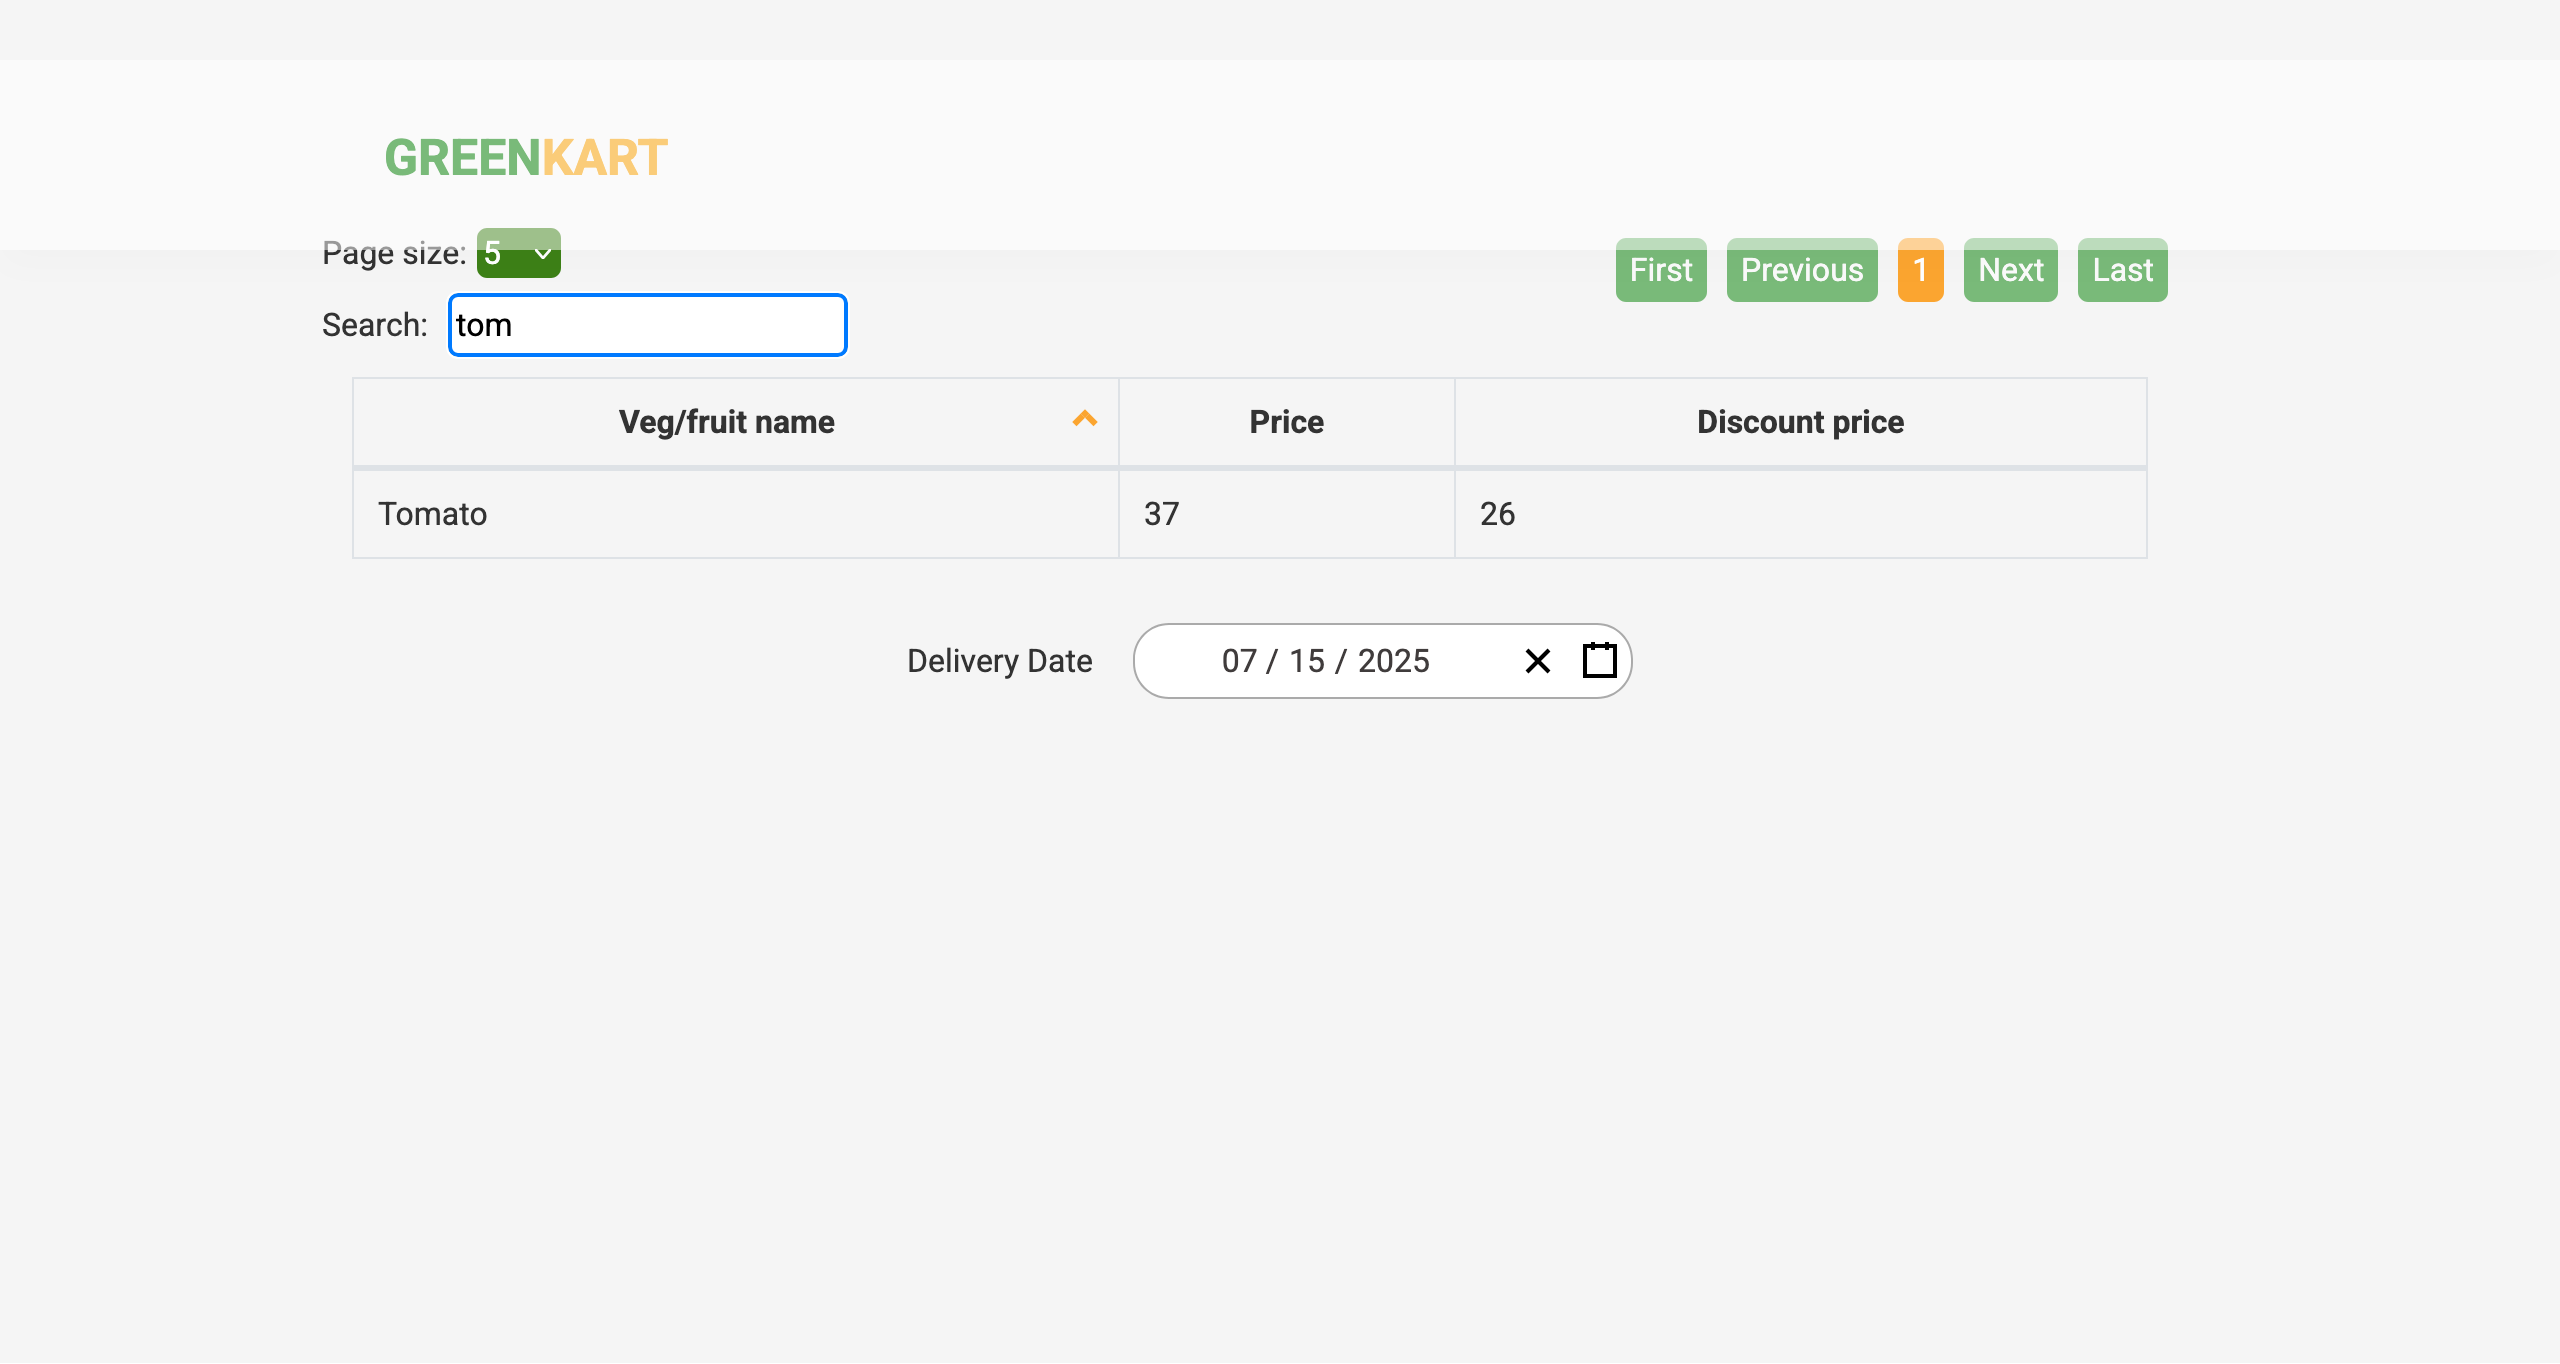 GREENKART
Page size: 5
First Previous 1 Next Last
Search: tom
Veg/fruit name Price Discount price
Tomato 37 26
Delivery Date 07 / 15 / 2025